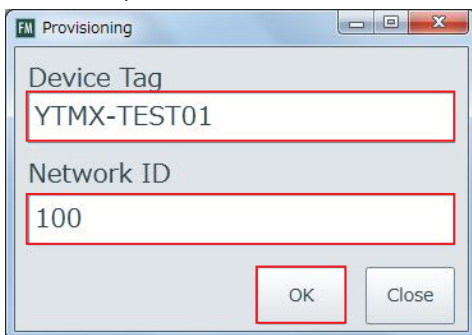 FM Provisioning
Device Tag
YTMX-TEST01
Network ID
100
OK Close